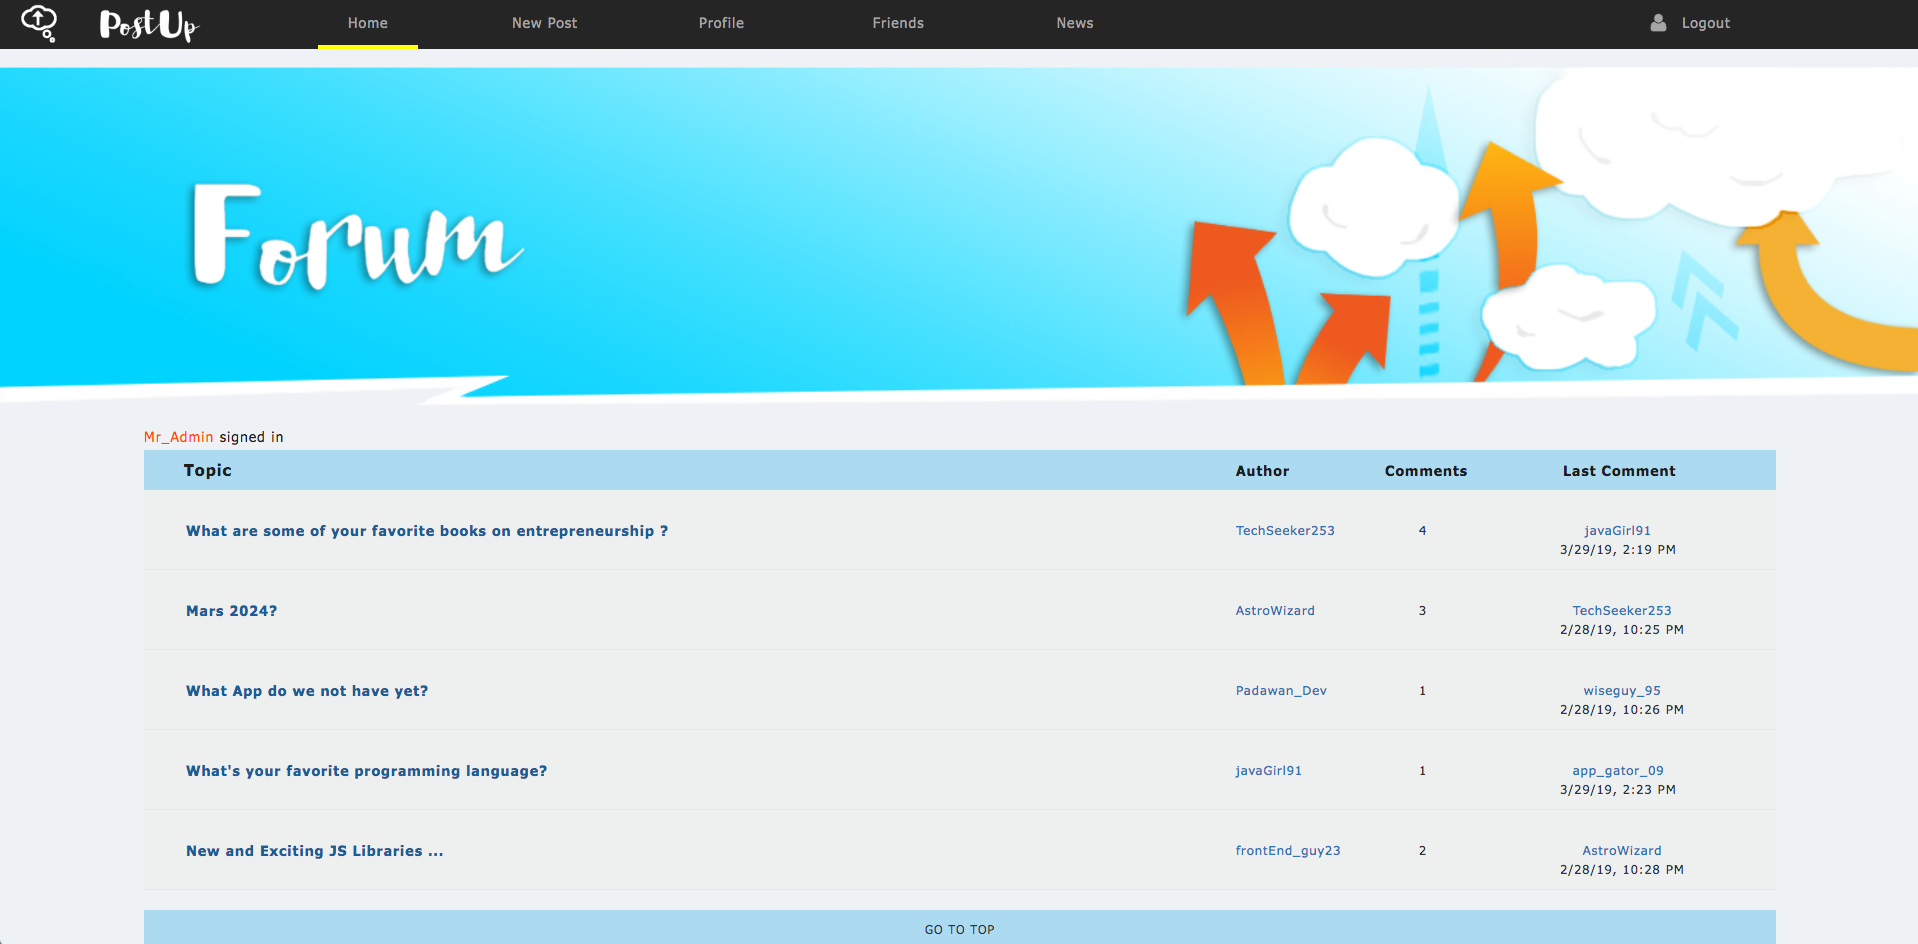 PostUp Home New Post Profile Friends News Logout
Forum
Mr_Admin signed in
Topic Author Comments Last Comment
What are some of your favorite books on entrepreneurship ? TechSeeker253 4 javaGirl91
3/29/19, 2:19 PM
Mars 2024? AstroWizard 3 TechSeeker253
2/28/19, 10:25 PM
What App do we not have yet? Padawan_Dev 1 wiseguy_95
2/28/19, 10:26 PM
What's your favorite programming language? javaGirl91 1 app_gator_09
3/29/19, 2:23 PM
New and Exciting JS Libraries ... frontEnd_guy23 2 AstroWizard
2/28/19, 10:28 PM
GO TO TOP